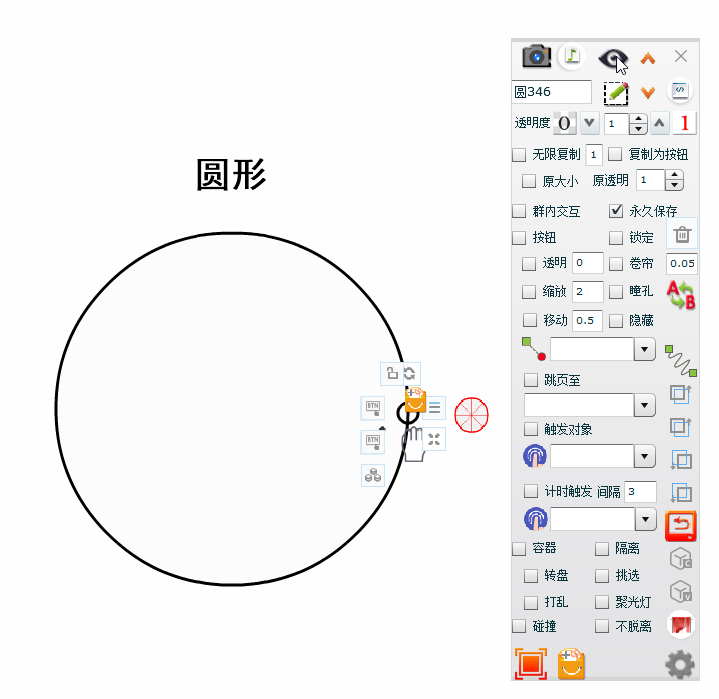 圆形
圆346
透明度 0 1 1
无限复制 1 复制为按钮
原大小 原透明 1
群内交互 永久保存
按钮 锁定
透明 0 卷帘 0.05
缩放 2 瞳孔 A B
移动 0.5 隐藏
跳页至
触发对象
计时触发 间隔 3
容器 隔离
转盘 挑选
打乱 聚光灯
碰撞 不脱离
BTN
BTN